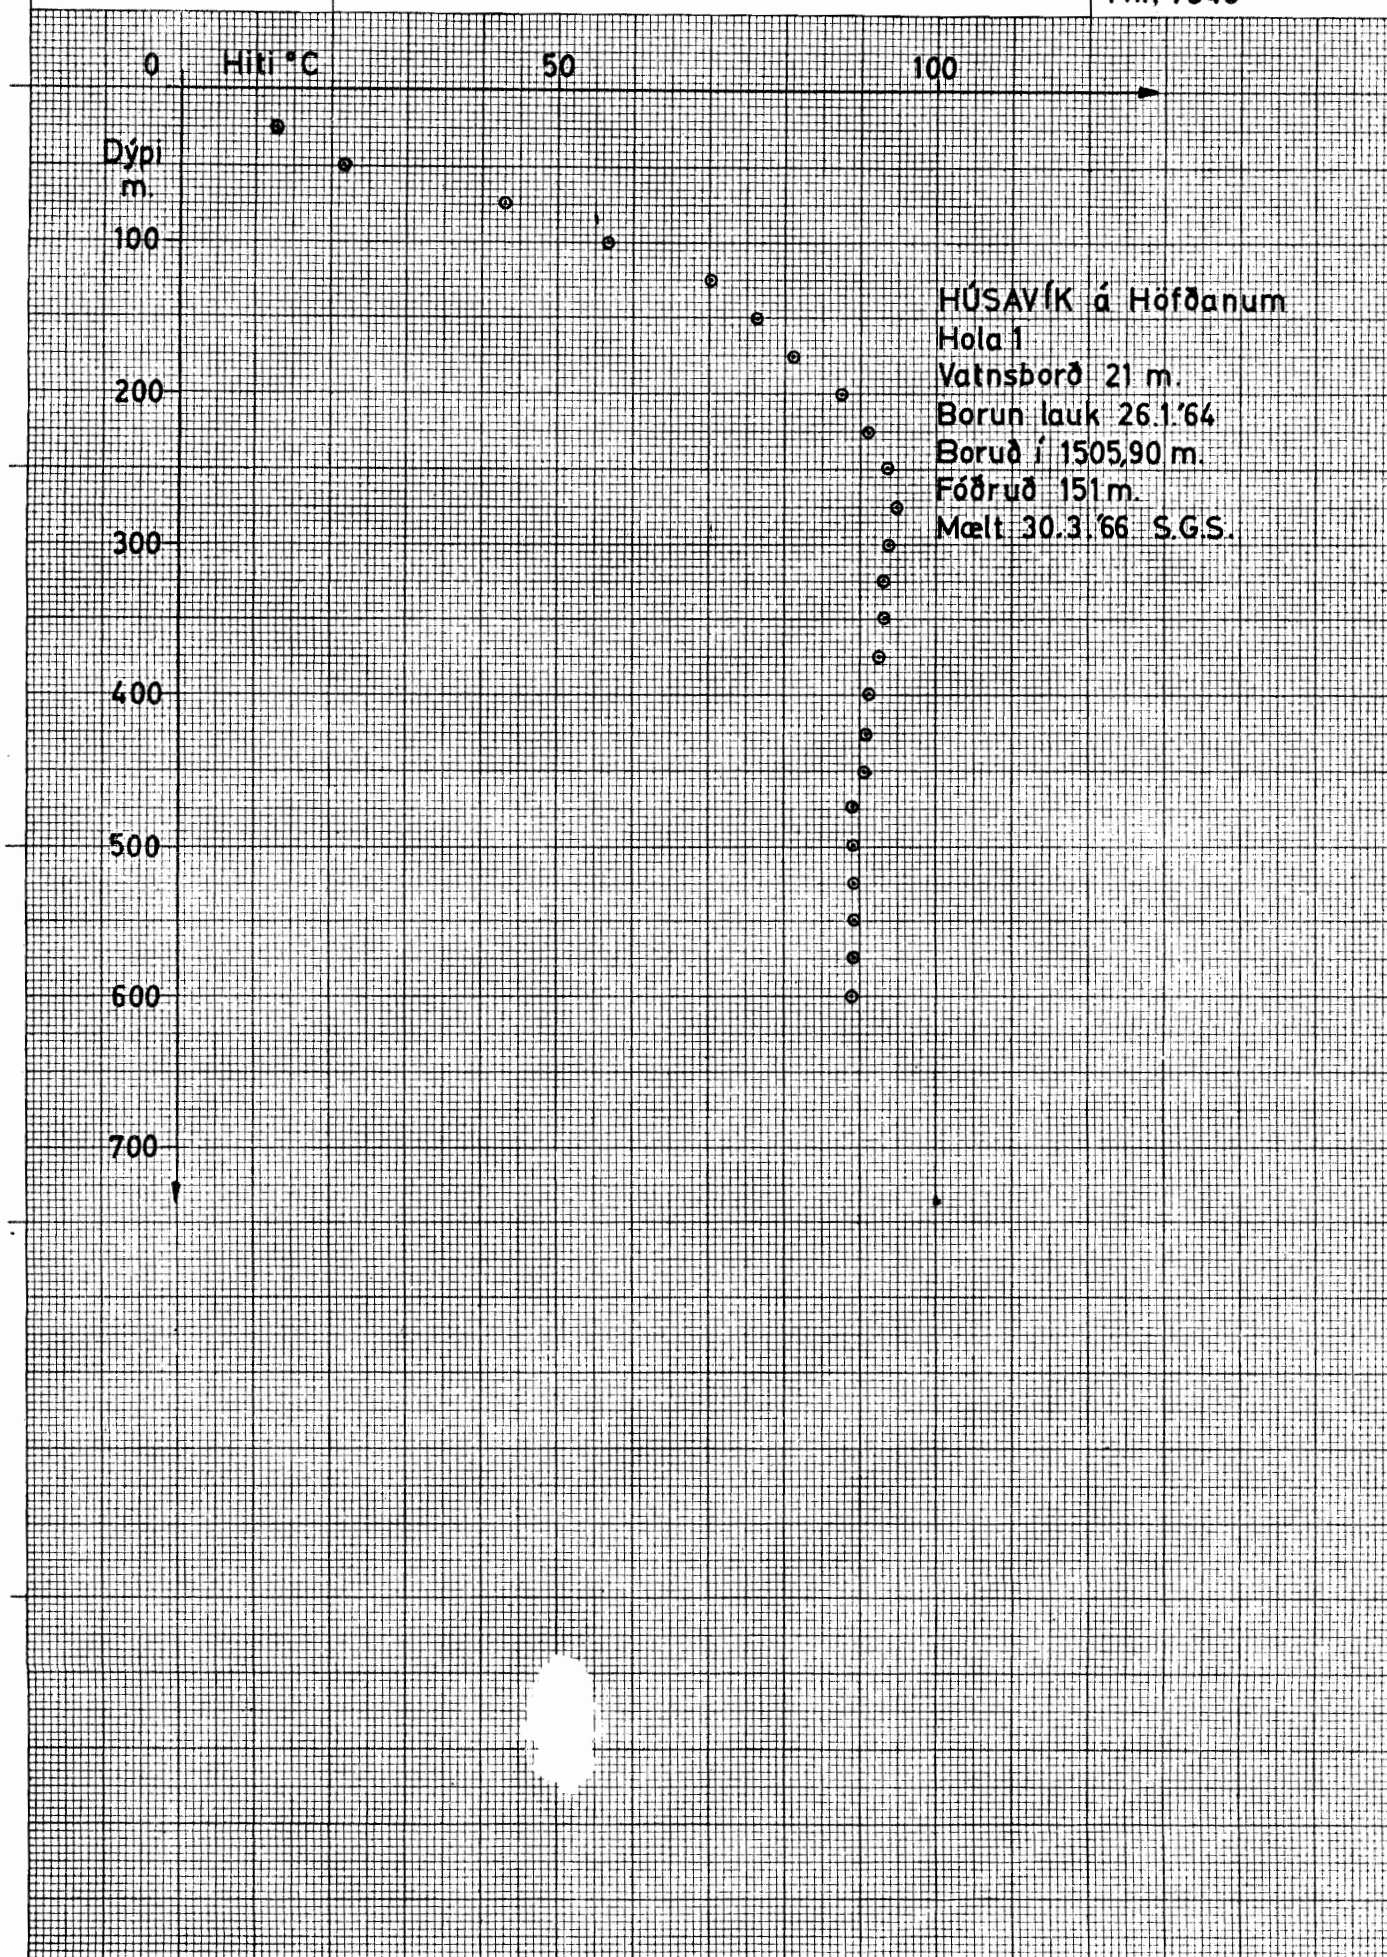 0 Hiti °C 50 100
Dýpi
m.
100
200
300
400
500
600
700
HÚSAVÍK á Höfðanum
Hola 1
Vatnsborð 21 m.
Borun lauk 26.1.'64
Boruð í 1505,90 m.
Fóðruð 151 m.
Mælt 30.3.'66 S.G.S.